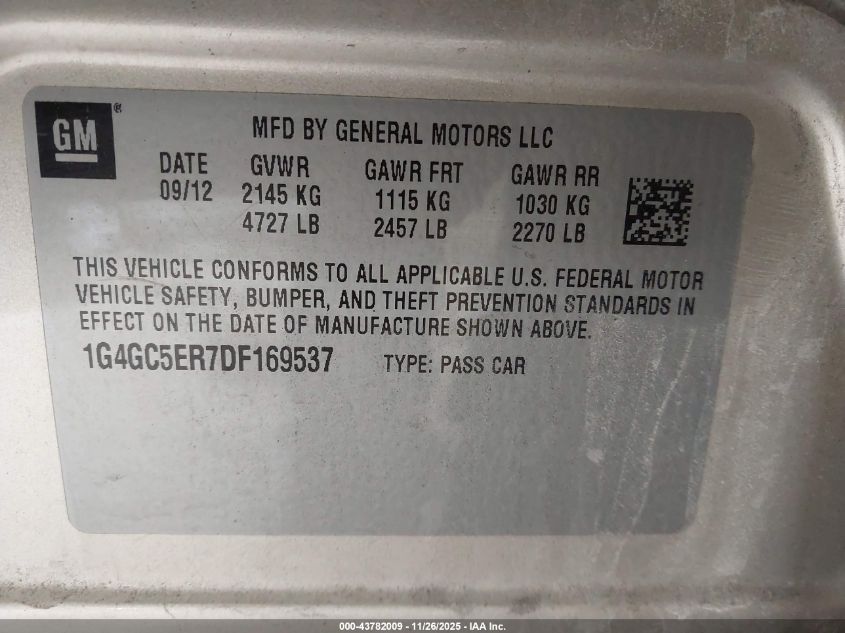 GM®
MFD BY GENERAL MOTORS LLC
DATE GVWR GAWR FRT GAWR RR
09/12 2145 KG 1115 KG 1030 KG
4727 LB 2457 LB 2270 LB
THIS VEHICLE CONFORMS TO ALL APPLICABLE U.S. FEDERAL MOTOR
VEHICLE SAFETY, BUMPER, AND THEFT PREVENTION STANDARDS IN
EFFECT ON THE DATE OF MANUFACTURE SHOWN ABOVE.
1G4GC5ER7DF169537 TYPE: PASS CAR
000-43782009 - 11/26/2025 - IAA Inc.